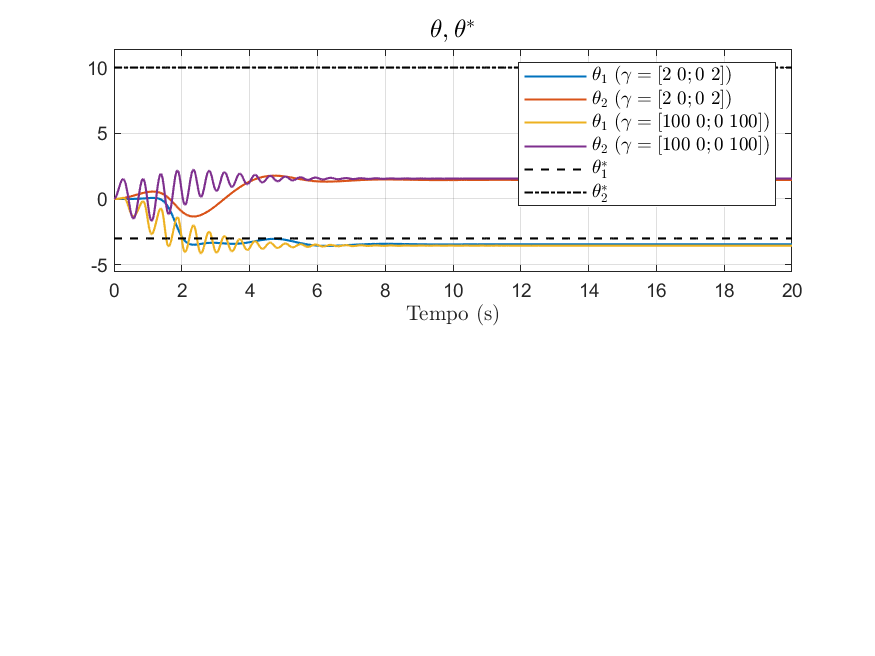 θ, θ*
10
5
0
-5
θ₁ (γ = [2 0; 0 2])
θ₂ (γ = [2 0; 0 2])
θ₁ (γ = [100 0; 0 100])
θ₂ (γ = [100 0; 0 100])
θ₁*
θ₂*
0 2 4 6 8 10 12 14 16 18 20
Tempo (s)